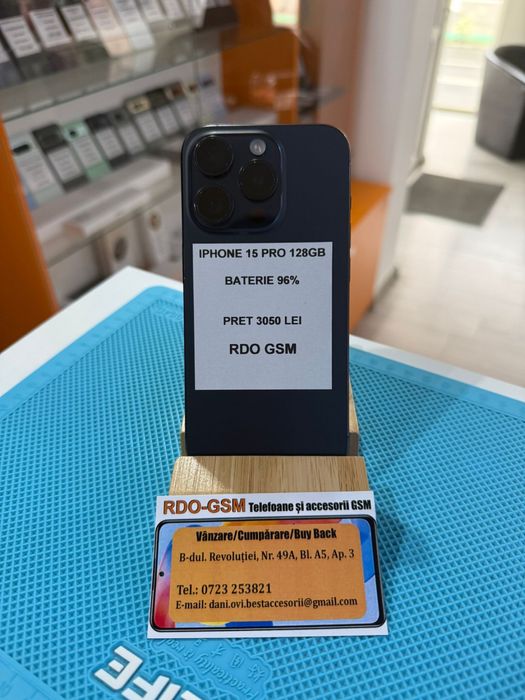 IPHONE 15 PRO 128GB
BATERIE 96%
PRET 3050 LEI
RDO GSM
RDO-GSM Telefoane și accesorii GSM
Vânzare/Cumpărare/Buy Back
B-dul. Revoluției, Nr. 49A, Bl. A5, Ap. 3
Tel.: 0723 253821
E-mail: dani.ovi.bestaccesorii@gmail.com